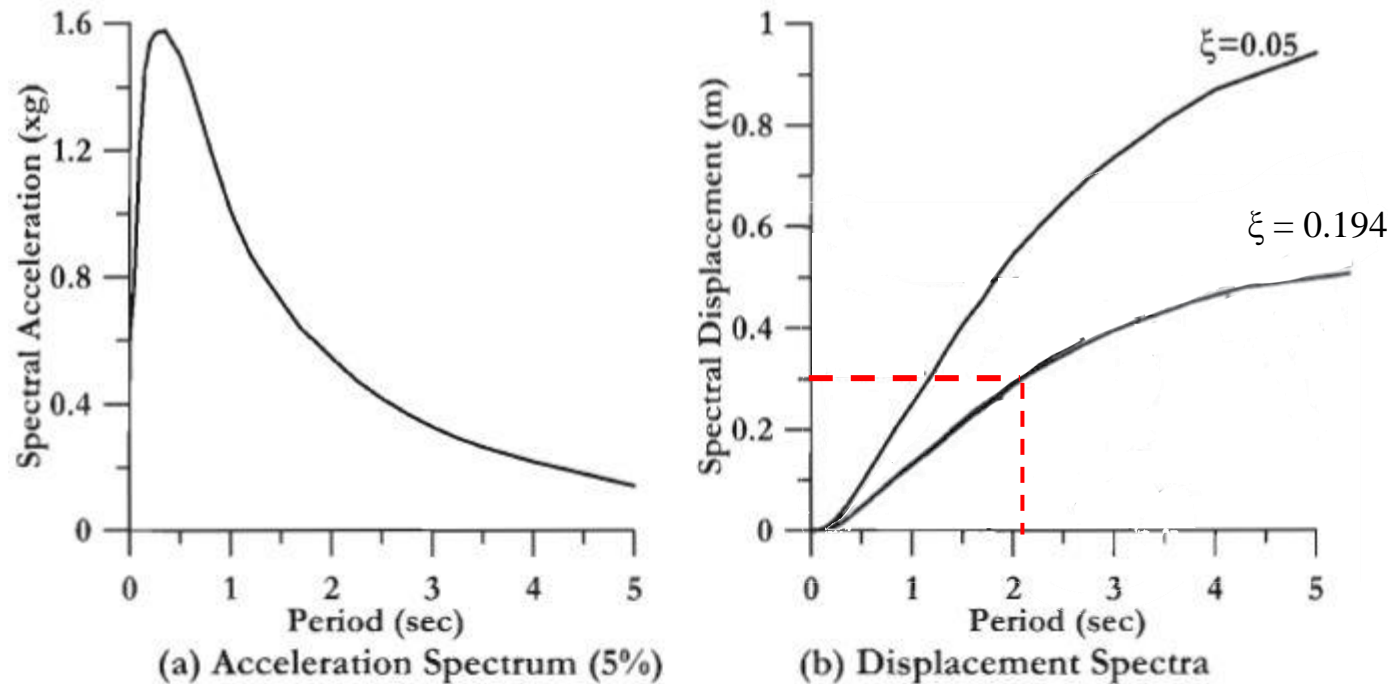 Spectral Acceleration (xg)
1.6
1.2
0.8
0.4
0
0 1 2 3 4 5
Period (sec)
(a) Acceleration Spectrum (5%)
Spectral Displacement (m)
1
0.8
0.6
0.4
0.2
0
ξ=0.05
ξ = 0.194
0 1 2 3 4 5
Period (sec)
(b) Displacement Spectra